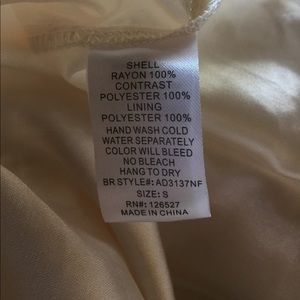 SHELL
RAYON 100%
CONTRAST
POLYESTER 100%
LINING
POLYESTER 100%
HAND WASH COLD
WATER SEPARATELY
COLOR WILL BLEED
NO BLEACH
HANG TO DRY
BR STYLE#: AD3137NF
SIZE: S
RN#: 126527
MADE IN CHINA